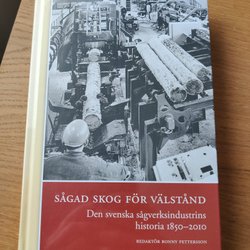 SÅGAD SKOG FÖR VÄLSTÅND
Den svenska sågverksindustrins
historia 1850–2010
REDAKTÖR RONNY PETTERSSON